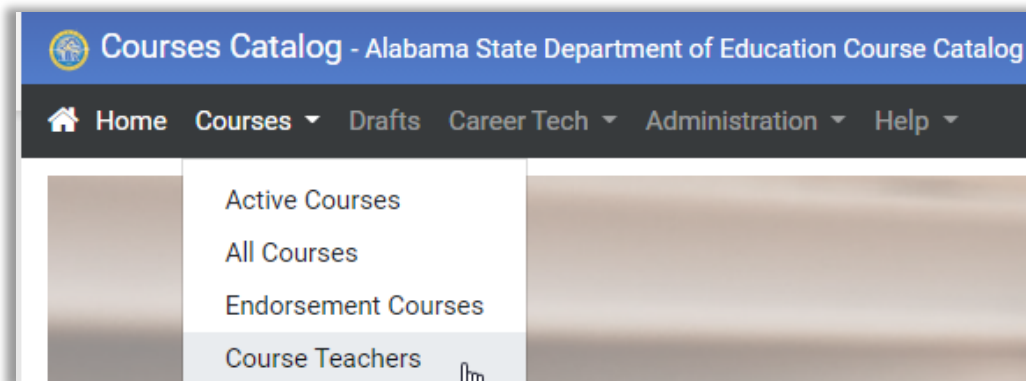 Courses Catalog - Alabama State Department of Education Course Catalog
Home Courses Drafts Career Tech Administration Help
Active Courses
All Courses
Endorsement Courses
Course Teachers